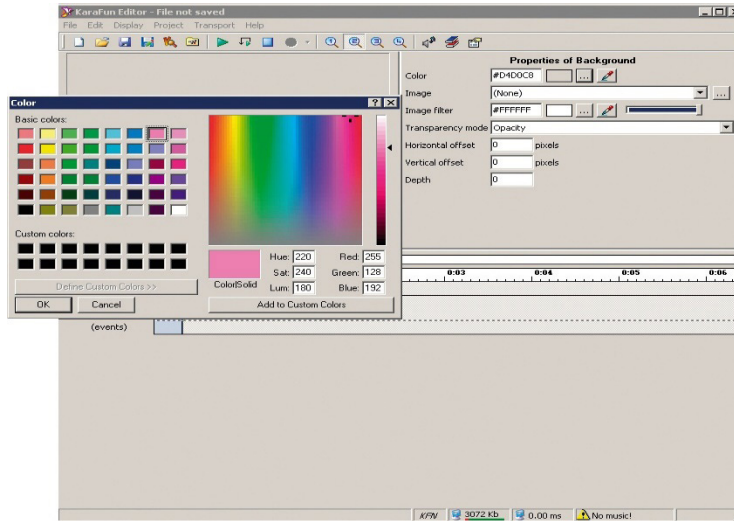 KaraFun Editor - File not saved
File Edit Display Project Transport Help
Properties of Background
Color #D4D0C8 ...
Image (None) ...
Image filter #FFFFFF ...
Transparency mode Opacity
Horizontal offset 0 pixels
Vertical offset 0 pixels
Depth 0
Color
Basic colors:
Custom colors:
Define Custom Colors >>
OK Cancel
Color|Solid
Hue: 220 Red: 255
Sat: 240 Green: 128
Lum: 180 Blue: 192
Add to Custom Colors
0:03 0:04 0:05 0:06
(events)
KFN 3072 Kb 0.00 ms No music!